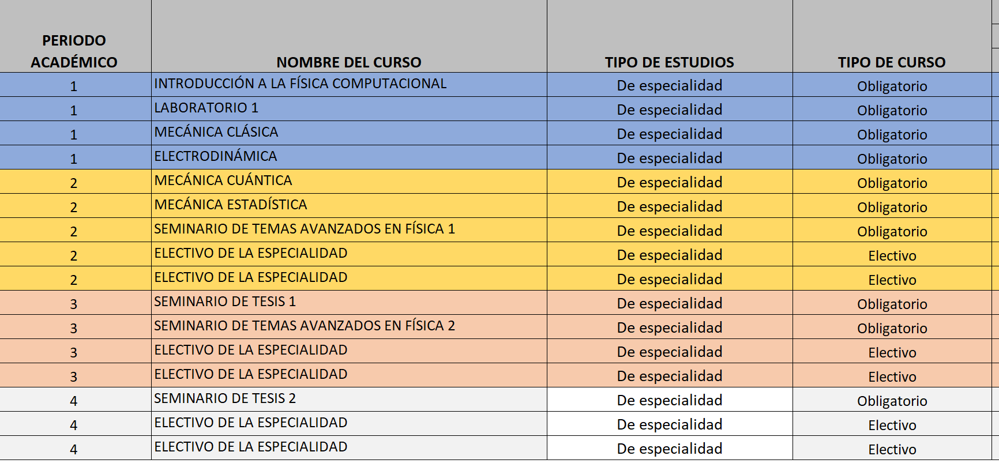 PERIODO ACADÉMICO NOMBRE DEL CURSO TIPO DE ESTUDIOS TIPO DE CURSO
1 INTRODUCCIÓN A LA FÍSICA COMPUTACIONAL De especialidad Obligatorio
1 LABORATORIO 1 De especialidad Obligatorio
1 MECÁNICA CLÁSICA De especialidad Obligatorio
1 ELECTRODINÁMICA De especialidad Obligatorio
2 MECÁNICA CUÁNTICA De especialidad Obligatorio
2 MECÁNICA ESTADÍSTICA De especialidad Obligatorio
2 SEMINARIO DE TEMAS AVANZADOS EN FÍSICA 1 De especialidad Obligatorio
2 ELECTIVO DE LA ESPECIALIDAD De especialidad Electivo
2 ELECTIVO DE LA ESPECIALIDAD De especialidad Electivo
3 SEMINARIO DE TESIS 1 De especialidad Obligatorio
3 SEMINARIO DE TEMAS AVANZADOS EN FÍSICA 2 De especialidad Obligatorio
3 ELECTIVO DE LA ESPECIALIDAD De especialidad Electivo
3 ELECTIVO DE LA ESPECIALIDAD De especialidad Electivo
4 SEMINARIO DE TESIS 2 De especialidad Obligatorio
4 ELECTIVO DE LA ESPECIALIDAD De especialidad Electivo
4 ELECTIVO DE LA ESPECIALIDAD De especialidad Electivo